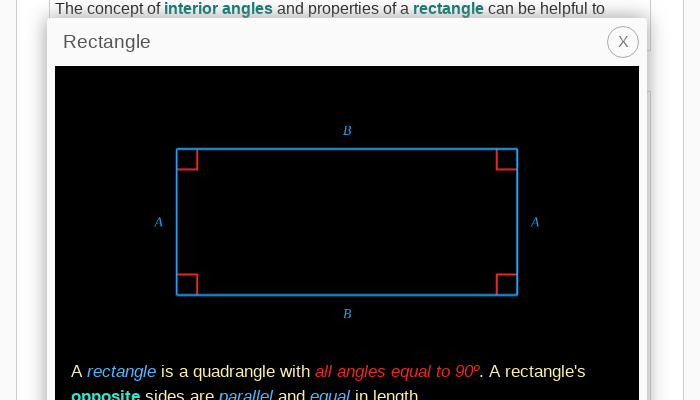 The concept of interior angles and properties of a rectangle can be helpful to
Rectangle
X
B
A
A
B
A rectangle is a quadrangle with all angles equal to 90º. A rectangle's
opposite sides are parallel and equal in length